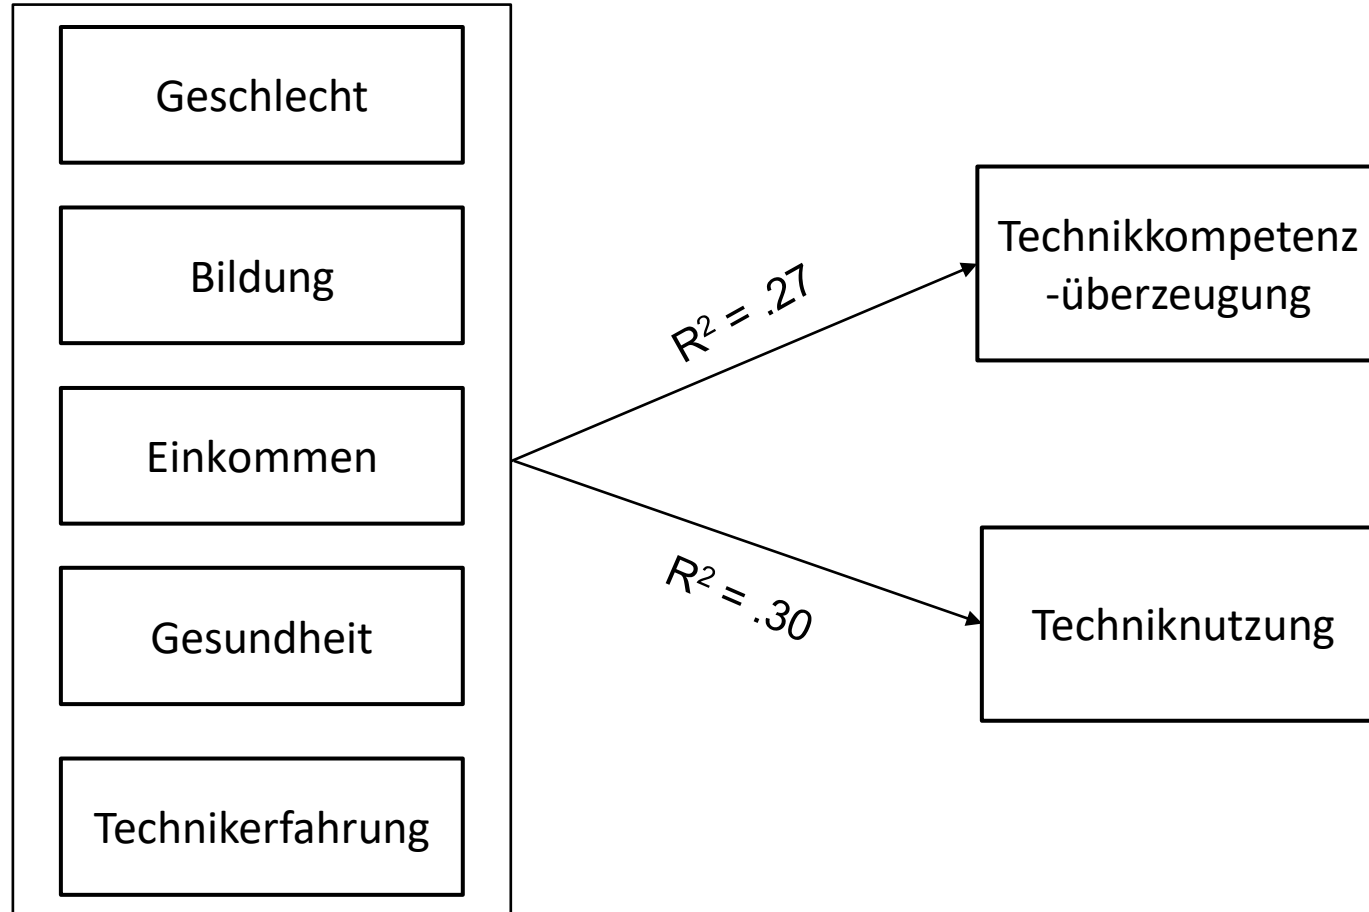 Geschlecht
Bildung
Einkommen
Gesundheit
Technikerfahrung
R² = .27
R² = .30
Technikkompetenz
-überzeugung
Techniknutzung